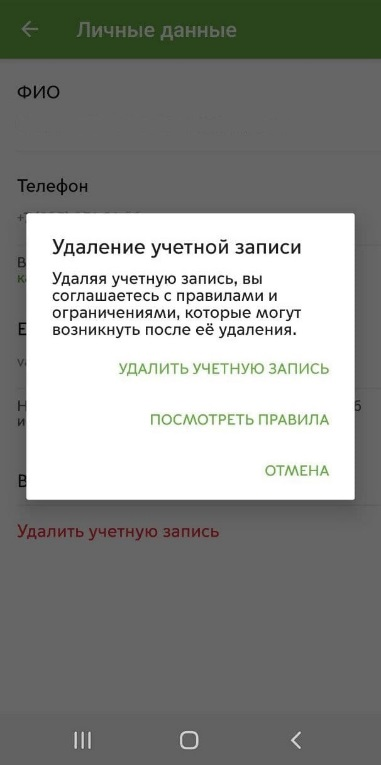 Личные данные
ФИО
Телефон
Удаление учетной записи
Удаляя учетную запись, вы
соглашаетесь с правилами и
ограничениями, которые могут
возникнуть после её удаления.
УДАЛИТЬ УЧЕТНУЮ ЗАПИСЬ
ПОСМОТРЕТЬ ПРАВИЛА
ОТМЕНА
Удалить учетную запись